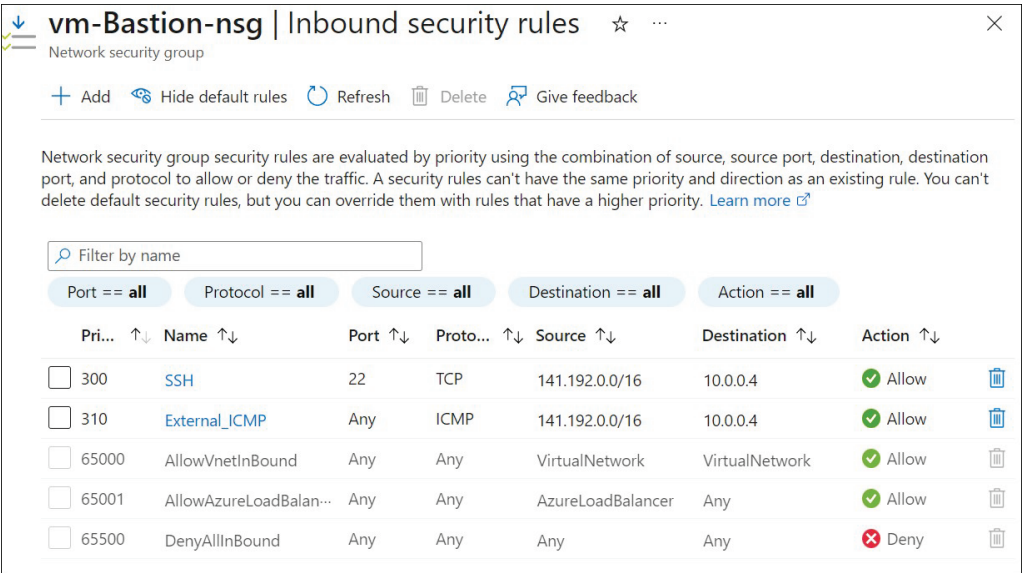 vm-Bastion-nsg | Inbound security rules ☆ ...
Network security group
Add Hide default rules Refresh Delete Give feedback
Network security group security rules are evaluated by priority using the combination of source, source port, destination, destination
port, and protocol to allow or deny the traffic. A security rules can't have the same priority and direction as an existing rule. You can't
delete default security rules, but you can override them with rules that have a higher priority. Learn more
Filter by name
Port == all Protocol == all Source == all Destination == all Action == all
Pri... ↑↓ Name ↑↓ Port ↑↓ Proto... ↑↓ Source ↑↓ Destination ↑↓ Action ↑↓
300 SSH 22 TCP 141.192.0.0/16 10.0.0.4 Allow
310 External_ICMP Any ICMP 141.192.0.0/16 10.0.0.4 Allow
65000 AllowVnetInBound Any Any VirtualNetwork VirtualNetwork Allow
65001 AllowAzureLoadBalan... Any Any AzureLoadBalancer Any Allow
65500 DenyAllInBound Any Any Any Any Deny